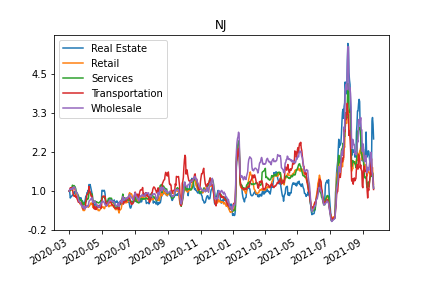 NJ
Real Estate
Retail
Services
Transportation
Wholesale
4.5
3.3
2.2
1.0
-0.2
2020-03
2020-05
2020-07
2020-09
2020-11
2021-01
2021-03
2021-05
2021-07
2021-09